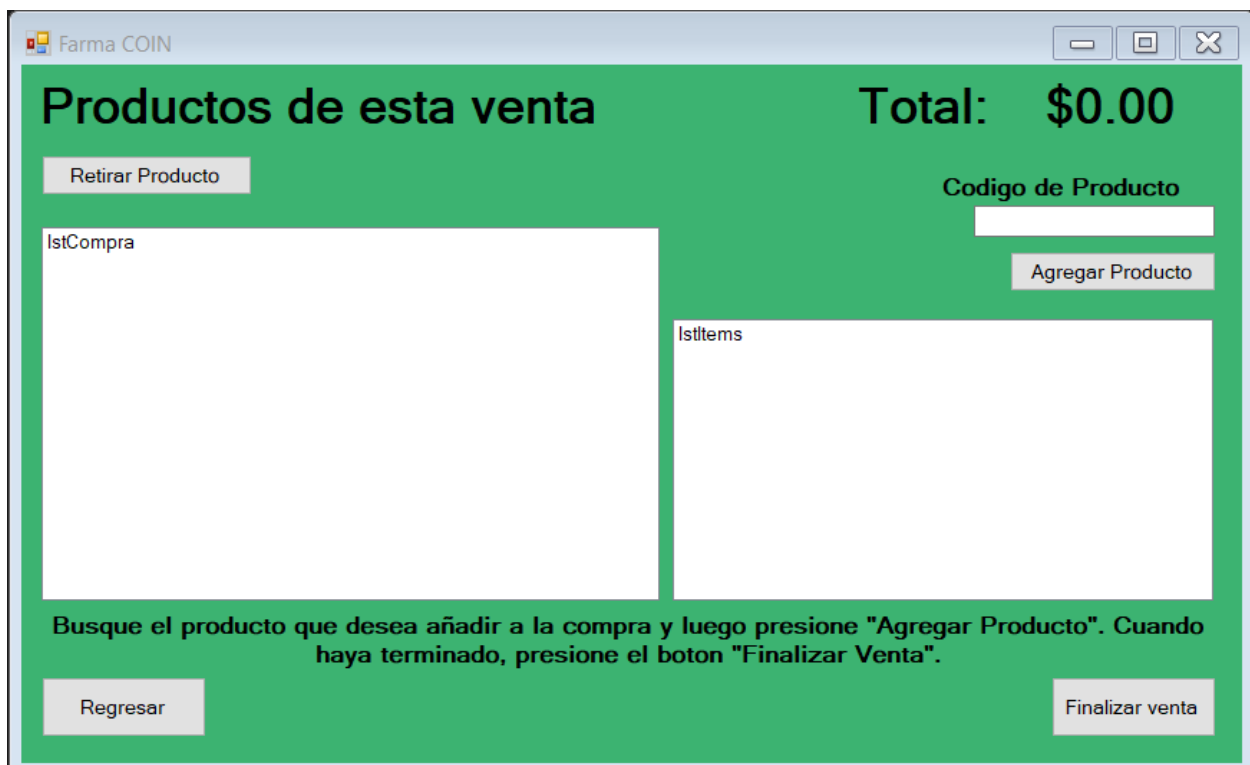 Farma COIN
Productos de esta venta
Total: $0.00
Retirar Producto
Codigo de Producto
lstCompra
Agregar Producto
lstItems
Busque el producto que desea añadir a la compra y luego presione "Agregar Producto". Cuando
haya terminado, presione el boton "Finalizar Venta".
Regresar
Finalizar venta